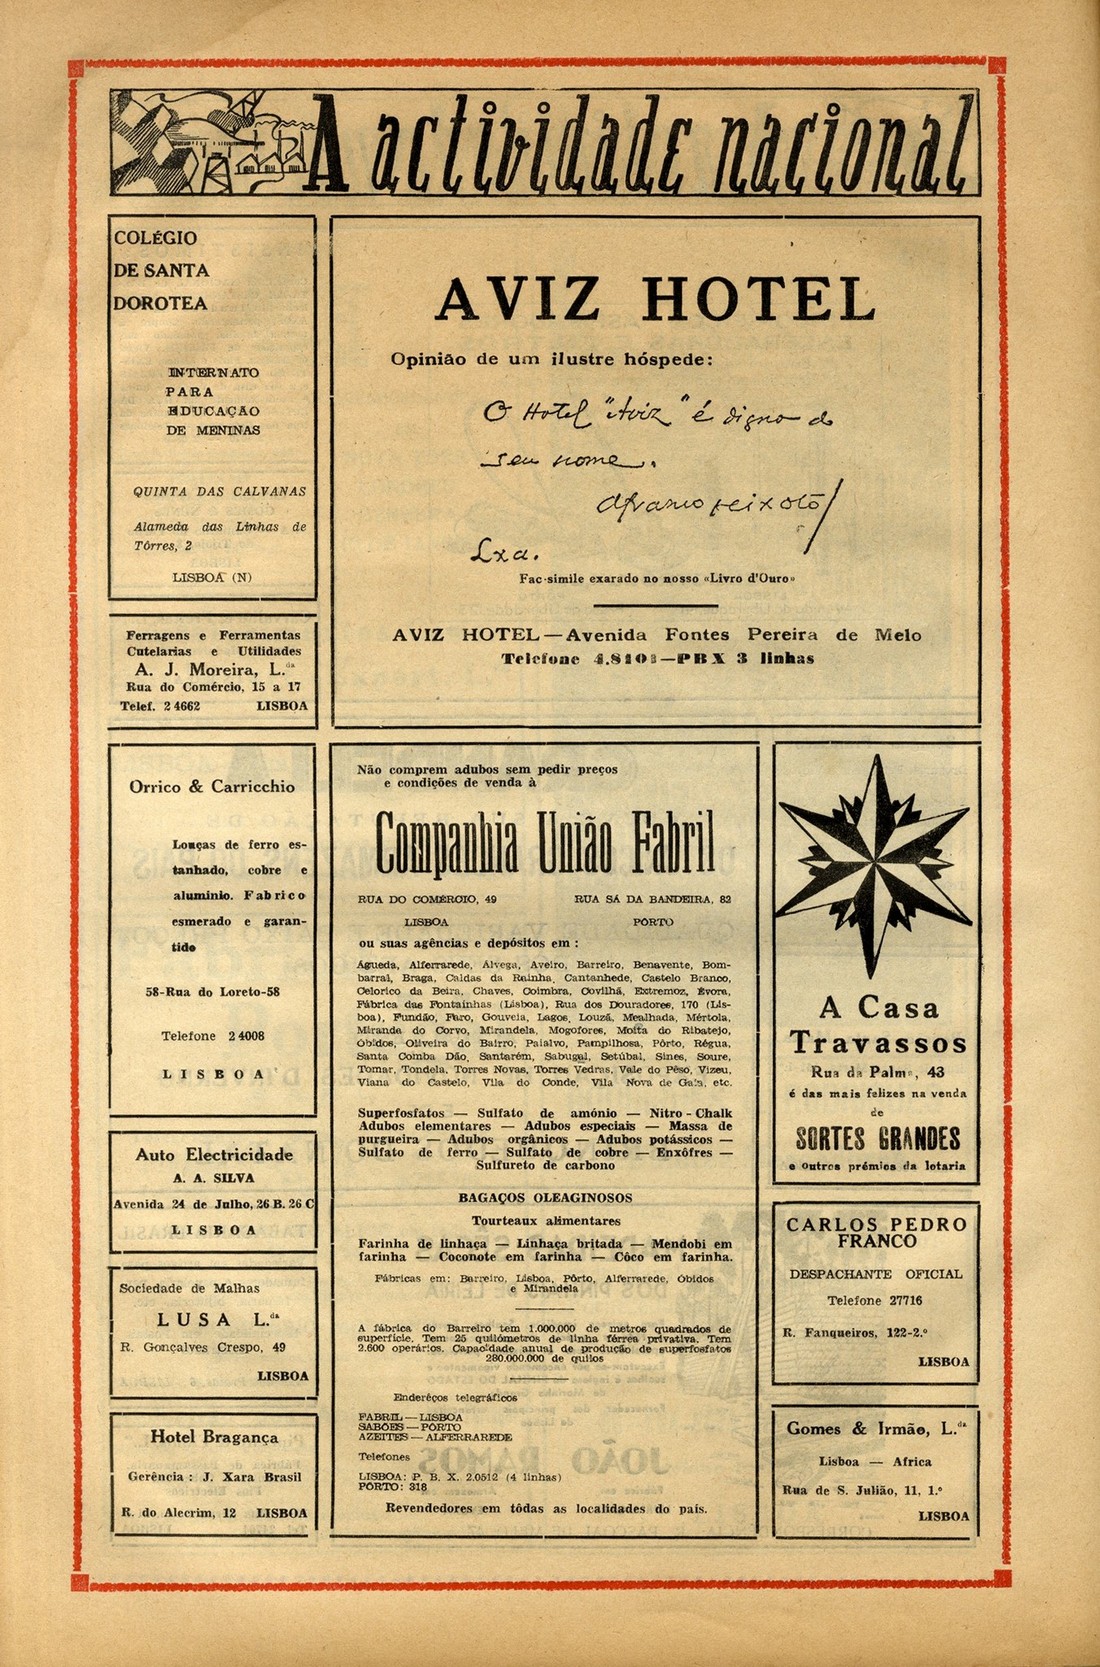 A actividade nacional
COLÉGIO
DE SANTA
DOROTEA
INTERNATO
PARA
EDUCAÇÃO
DE MENINAS
QUINTA DAS CALVANAS
Alameda das Linhas de
Tôrres, 2
LISBOA (N)
AVIZ HOTEL
Opinião de um ilustre hóspede:
O Hotel "Aviz" é digno do
seu nome.
Afranio Peixoto
Lxa.
Fac-simile exarado no nosso «Livro d'Ouro»
AVIZ HOTEL — Avenida Fontes Pereira de Melo
Telefone — PBX 3 linhas
Ferragens e Ferramentas
Cutelarias e Utilidades
A. J. Moreira, L.da
Rua do Comércio, 15 a 17
Telef. 2 4662 LISBOA
Orrico & Carricchio
Louças de ferro es-
tanhado, cobre e
aluminio. Fabrico
esmerado e garan-
tido
58-Rua do Loreto-58
Telefone 2 4008
LISBOA
Auto Electricidade
A. A. SILVA
Avenida 24 de Julho, 26 B. 26 C
LISBOA
Sociedade de Malhas
LUSA L.da
R. Gonçalves Crespo, 49
LISBOA
Hotel Bragança
Gerência : J. Xara Brasil
R. do Alecrim, 12 LISBOA
Não comprem adubos sem pedir preços
e condições de venda à
Companhia União Fabril
RUA DO COMÉRCIO, 49 RUA SÁ DA BANDEIRA, 82
LISBOA PÔRTO
ou suas agências e depósitos em :
Águeda, Alferrarede, Álvega, Aveiro, Barreiro, Benavente, Bom-
barral, Braga, Caldas da Rainha, Cantanhede, Castelo Branco,
Celorico da Beira, Chaves, Coimbra, Covilhã, Extremoz, Évora,
Fábrica das Fontaínhas (Lisboa), Rua dos Douradores, 170 (Lis-
boa), Fundão, Faro, Gouveia, Lagos, Louzã, Mealhada, Mértola,
Miranda do Corvo, Mirandela, Mogofores, Moita do Ribatejo,
Óbidos, Oliveira do Bairro, Paialvo, Pampilhosa, Pôrto, Régua,
Santa Comba Dão, Santarém, Sabugal, Setúbal, Sines, Soure,
Tomar, Tondela, Torres Novas, Torres Vedras, Vale do Pêso, Vizeu,
Viana do Castelo, Vila do Conde, Vila Nova de Gaia, etc.
Superfosfatos — Sulfato de amónio — Nitro - Chalk
Adubos elementares — Adubos especiais — Massa de
purgueira — Adubos orgânicos — Adubos potássicos —
Sulfato de ferro — Sulfato de cobre — Enxôfres —
Sulfureto de carbono
BAGAÇOS OLEAGINOSOS
Tourteaux alimentares
Farinha de linhaça — Linhaça britada — Mendobi em
farinha — Coconote em farinha — Côco em farinha.
Fábricas em: Barreiro, Lisboa, Pôrto, Alferrarede, Óbidos
e Mirandela
A fábrica do Barreiro tem 1.000.000 de metros quadrados de
superfície. Tem 25 quilómetros de linha férrea privativa. Tem
2.600 operários. Capacidade anual de produção de superfosfatos
280.000.000 de quilos
Enderêços telegráficos
FABRIL — LISBOA
SABÕES — PÔRTO
AZEITES — ALFERRAREDE
Telefones
LISBOA: P. B. X. 2.0512 (4 linhas)
PÔRTO: 318
Revendedores em tôdas as localidades do país.
A Casa
Travassos
Rua da Palma, 43
é das mais felizes na venda
de
SORTES GRANDES
e outros prémios da lotaria
CARLOS PEDRO
FRANCO
DESPACHANTE OFICIAL
Telefone 27716
R. Fanqueiros, 122-2.º
LISBOA
Gomes & Irmão, L.da
Lisboa — Africa
Rua de S. Julião, 11, 1.º
LISBOA